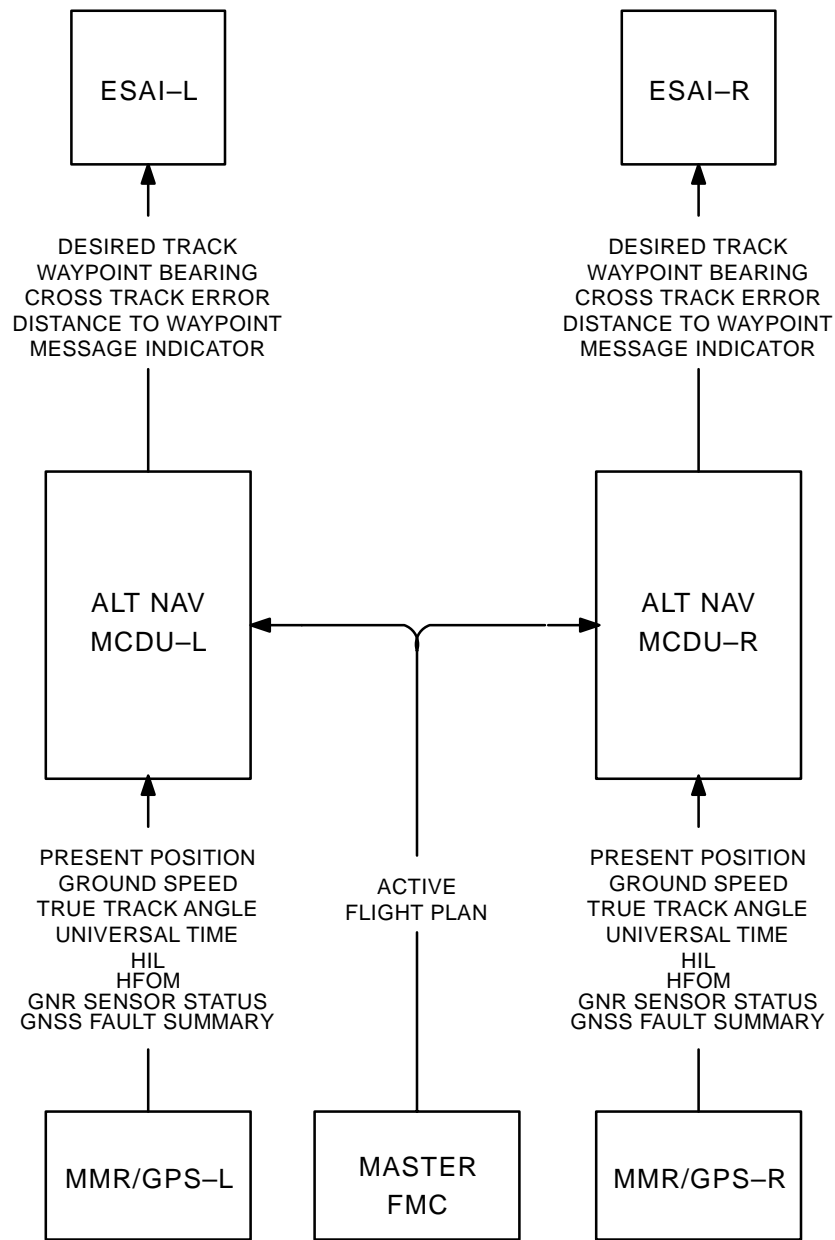 ESAI–L
ESAI–R
DESIRED TRACK
WAYPOINT BEARING
CROSS TRACK ERROR
DISTANCE TO WAYPOINT
MESSAGE INDICATOR
DESIRED TRACK
WAYPOINT BEARING
CROSS TRACK ERROR
DISTANCE TO WAYPOINT
MESSAGE INDICATOR
ALT NAV
MCDU–L
ALT NAV
MCDU–R
PRESENT POSITION
GROUND SPEED
TRUE TRACK ANGLE
UNIVERSAL TIME
HIL
HFOM
GNR SENSOR STATUS
GNSS FAULT SUMMARY
ACTIVE
FLIGHT PLAN
PRESENT POSITION
GROUND SPEED
TRUE TRACK ANGLE
UNIVERSAL TIME
HIL
HFOM
GNR SENSOR STATUS
GNSS FAULT SUMMARY
MMR/GPS–L
MASTER
FMC
MMR/GPS–R